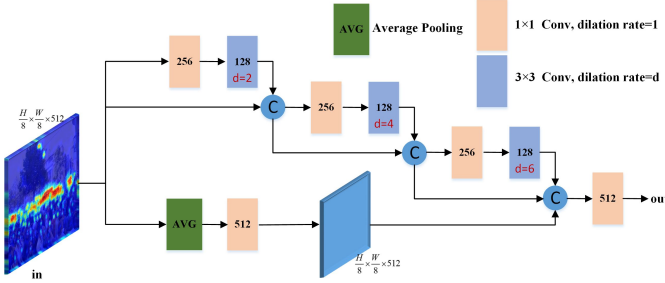 AVG
Average Pooling
1×1 Conv, dilation rate=1
3×3 Conv, dilation rate=d
256
128
d=2
C
256
128
d=4
C
256
128
d=6
C
512
out
H/8 × W/8 ×512
in
AVG
512
H/8 × W/8 ×512